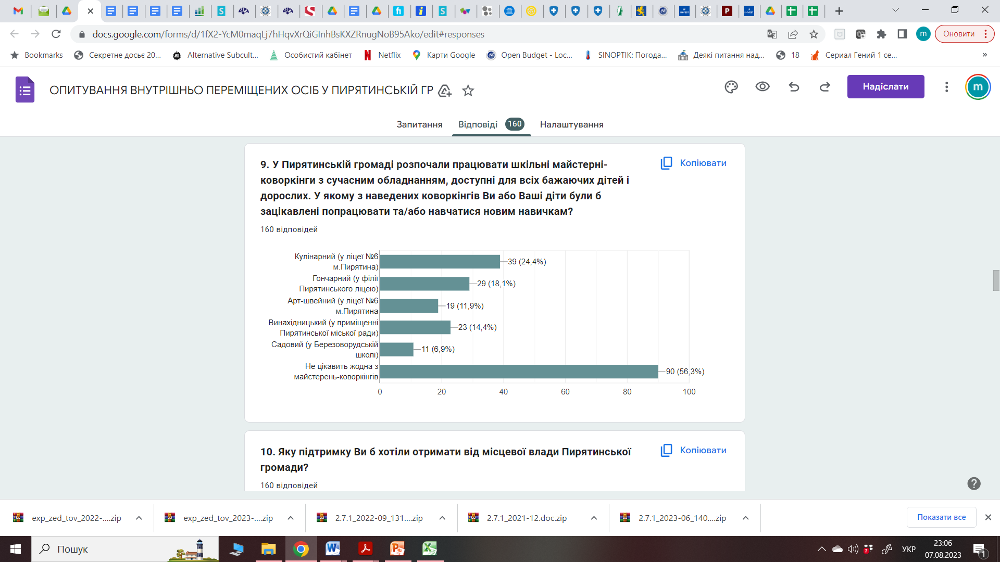 docs.google.com/forms/d/1fX2-YcM0maqLj7hHqvXrQiGInhBsKXZRnugNoB95Ako/edit#responses
m
Оновити
Bookmarks
Секретне досьє 20...
Alternative Subcult...
Особистий кабінет
Netflix
Карти Google
Open Budget - Loc...
SINOPTIK: Погода...
Деякі питання над...
18
Сериал Гений 1 се...
»
ОПИТУВАННЯ ВНУТРІШНЬО ПЕРЕМІЩЕНИХ ОСІБ У ПИРЯТИНСЬКІЙ ГР
Надіслати
m
Запитання
Відповіді 160
Налаштування
9. У Пирятинській громаді розпочали працювати шкільні майстерні-
коворкінги з сучасним обладнанням, доступні для всіх бажаючих дітей і
дорослих. У якому з наведених коворкінгів Ви або Ваші діти були б
зацікавлені попрацювати та/або навчатися новим навичкам?
Копіювати
160 відповідей
Кулінарний (у ліцеї №6
м.Пирятина)
39 (24,4%)
Гончарний (у філії
Пирятинського ліцею)
29 (18,1%)
Арт-швейний (у ліцеї №6
м.Пирятина
19 (11,9%)
Винахідницький (у приміщенні
Пирятинської міської ради)
23 (14,4%)
Садовий (у Березоворудській
школі)
11 (6,9%)
Не цікавить жодна з
майстерень-коворкінгів
90 (56,3%)
0 20 40 60 80 100
10. Яку підтримку Ви б хотіли отримати від місцевої влади Пирятинської
громади?
Копіювати
160 відповідей
exp_zed_tov_2022-....zip
exp_zed_tov_2023-....zip
2.7.1_2022-09_131....zip
2.7.1_2021-12.doc.zip
2.7.1_2023-06_140....zip
Показати все
Пошук
УКР
23:06
07.08.2023
1